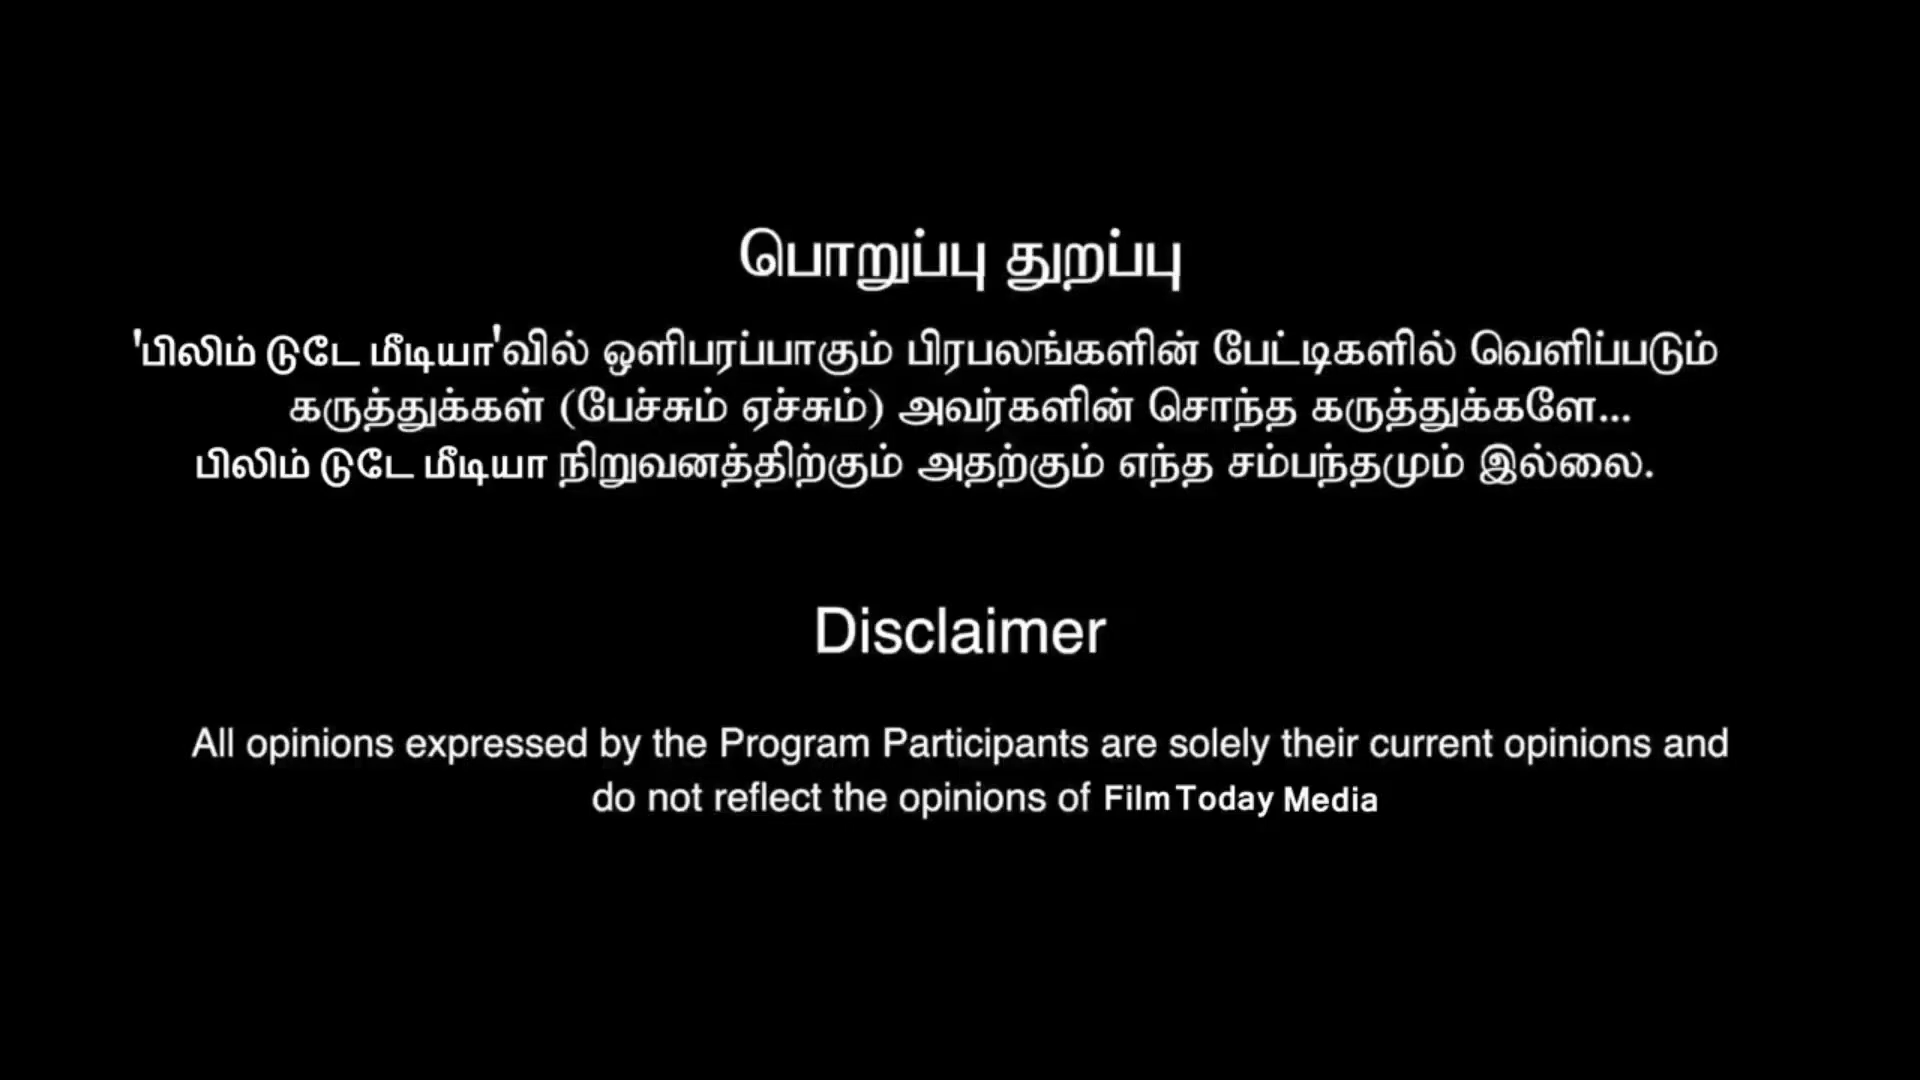 பொறுப்பு துறப்பு
'பிலிம் டுடே மீடியா'வில் ஒளிபரப்பாகும் பிரபலங்களின் பேட்டிகளில் வெளிப்படும்
கருத்துக்கள் (பேச்சும் ஏச்சும்) அவர்களின் சொந்த கருத்துக்களே...
பிலிம் டுடே மீடியா நிறுவனத்திற்கும் அதற்கும் எந்த சம்பந்தமும் இல்லை.
Disclaimer
All opinions expressed by the Program Participants are solely their current opinions and
do not reflect the opinions of Film Today Media